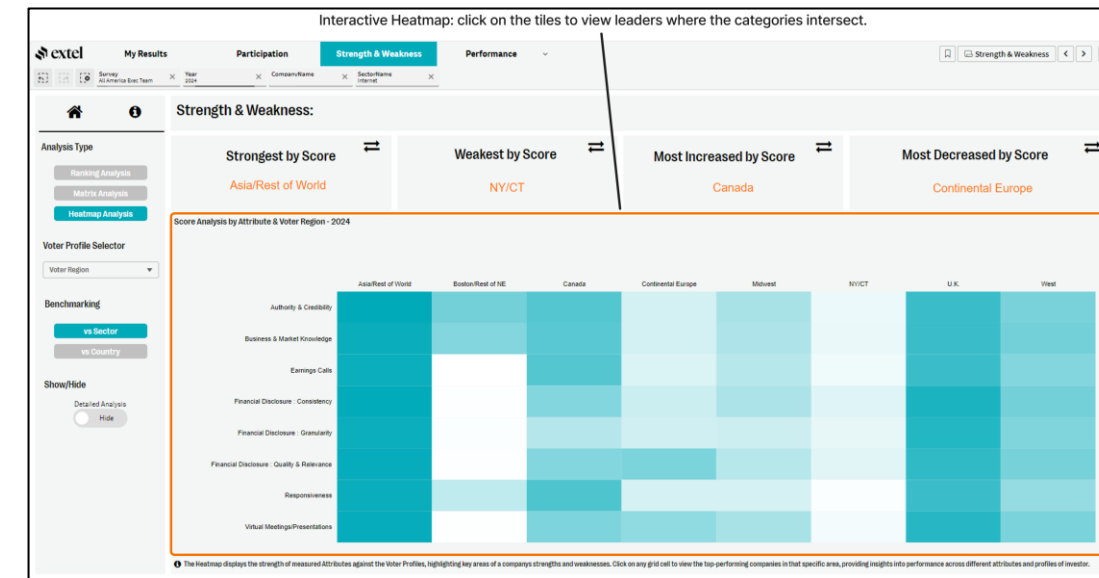 Interactive Heatmap: click on the tiles to view leaders where the categories intersect.
extel My Results Participation Strength & Weakness Performance Strength & Weakness
Survey Year CompanyName SectorName
All America Exec Team 2024 Internet
Strength & Weakness:
Analysis Type
Ranking Analysis
Matrix Analysis
Heatmap Analysis
Voter Profile Selector
Voter Region
Benchmarking
vs Sector
vs Country
Show/Hide
Detailed Analysis
Hide
Strongest by Score
Asia/Rest of World
Weakest by Score
NY/CT
Most Increased by Score
Canada
Most Decreased by Score
Continental Europe
Score Analysis by Attribute & Voter Region - 2024
Asia/Rest of World Boston/Rest of NE Canada Continental Europe Midwest NY/CT U.K. West
Authority & Credibility
Business & Market Knowledge
Earnings Calls
Financial Disclosure : Consistency
Financial Disclosure : Granularity
Financial Disclosure : Quality & Relevance
Responsiveness
Virtual Meetings/Presentations
The Heatmap displays the strength of measured Attributes against the Voter Profiles, highlighting key areas of a companys strengths and weaknesses. Click on any grid cell to view the top-performing companies in that specific area, providing insights into performance across different attributes and profiles of investor.